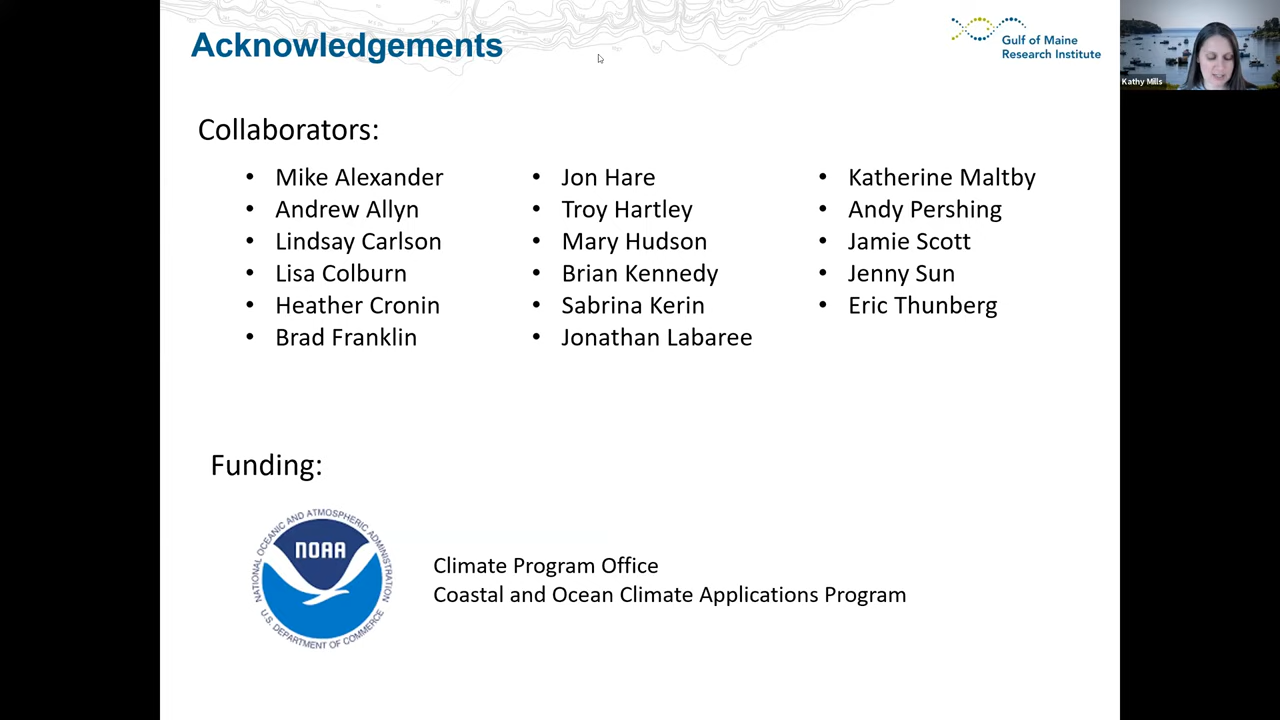 Acknowledgements
Gulf of Maine
Research Institute
Kathy Mills
Collaborators:
• Mike Alexander
• Andrew Allyn
• Lindsay Carlson
• Lisa Colburn
• Heather Cronin
• Brad Franklin
• Jon Hare
• Troy Hartley
• Mary Hudson
• Brian Kennedy
• Sabrina Kerin
• Jonathan Labaree
• Katherine Maltby
• Andy Pershing
• Jamie Scott
• Jenny Sun
• Eric Thunberg
Funding:
NATIONAL OCEANIC AND ATMOSPHERIC ADMINISTRATION
NOAA
U.S. DEPARTMENT OF COMMERCE
Climate Program Office
Coastal and Ocean Climate Applications Program